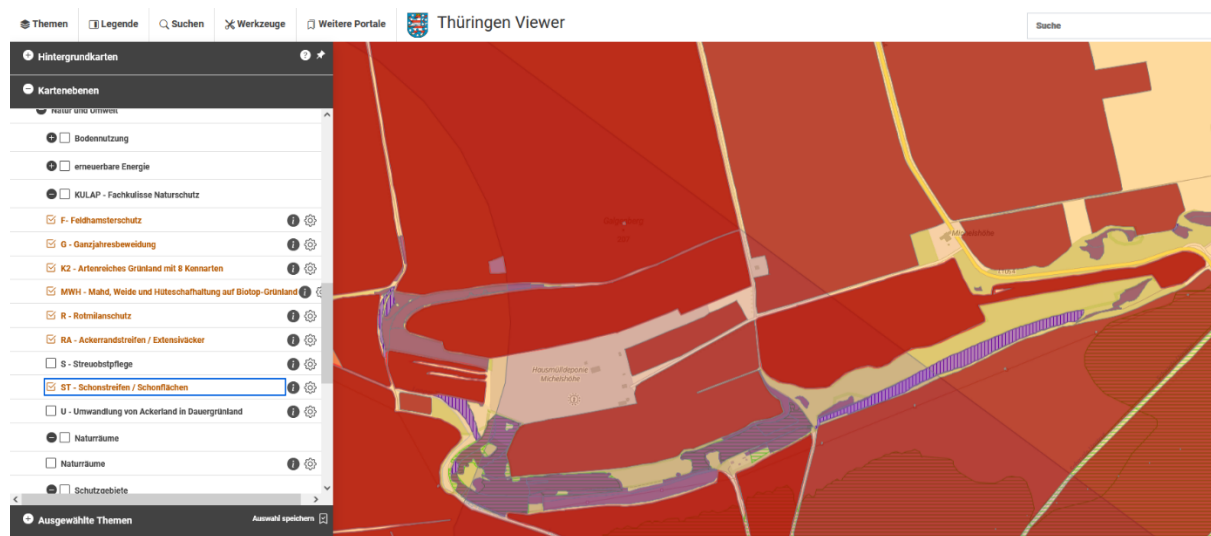 Themen Legende Suchen Werkzeuge Weitere Portale Thüringen Viewer Suche
Hintergrundkarten
Kartenebenen
Natur und Umwelt
Bodennutzung
erneuerbare Energie
KULAP - Fachkulisse Naturschutz
F- Feldhamsterschutz
G - Ganzjahresbeweidung
K2 - Artenreiches Grünland mit 8 Kennarten
MWH - Mahd, Weide und Hüteschafhaltung auf Biotop-Grünland
R - Rotmilanschutz
RA - Ackerrandstreifen / Extensiväcker
S - Streuobstpflege
ST - Schonstreifen / Schonflächen
U - Umwandlung von Ackerland in Dauergrünland
Naturräume
Naturräume
Schutzgebiete
Ausgewählte Themen Auswahl speichern
Michelshöhe
Hausmülldeponie
Michelshöhe